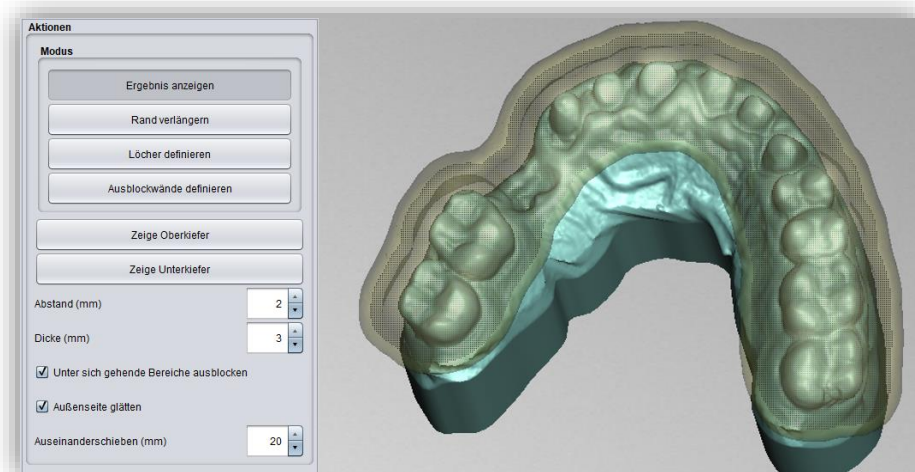 Aktionen
Modus
Ergebnis anzeigen
Rand verlängern
Löcher definieren
Ausblockwände definieren
Zeige Oberkiefer
Zeige Unterkiefer
Abstand (mm) 2
Dicke (mm) 3
Unter sich gehende Bereiche ausblocken
Außenseite glätten
Auseinanderschieben (mm) 20